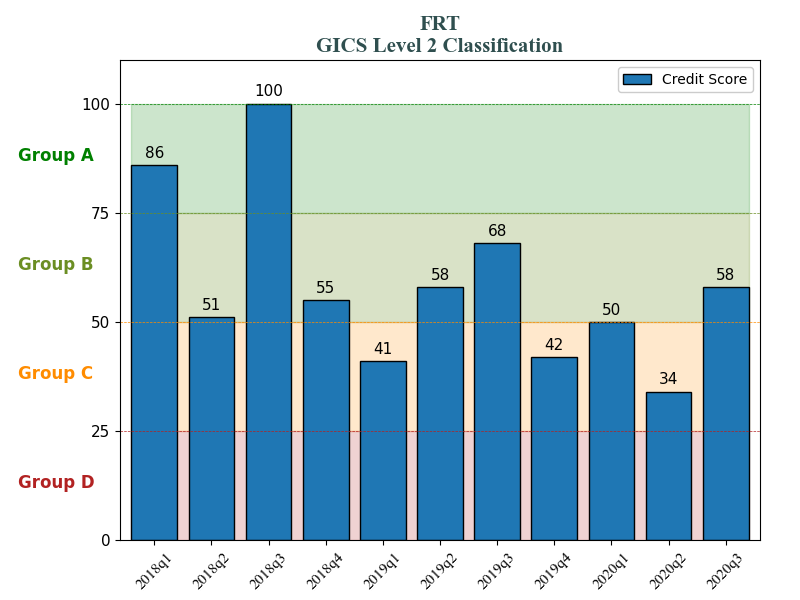 FRT
GICS Level 2 Classification
Credit Score
100
75
50
25
0
Group A
Group B
Group C
Group D
86
51
100
55
41
58
68
42
50
34
58
2018q1
2018q2
2018q3
2018q4
2019q1
2019q2
2019q3
2019q4
2020q1
2020q2
2020q3